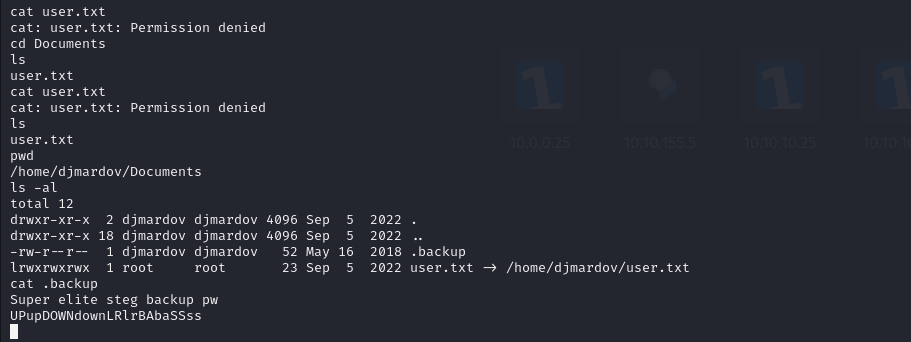 cat user.txt
cat: user.txt: Permission denied
cd Documents
ls
user.txt
cat user.txt
cat: user.txt: Permission denied
ls
user.txt
pwd
/home/djmardov/Documents
ls -al
total 12
drwxr-xr-x  2 djmardov djmardov 4096 Sep  5  2022 .
drwxr-xr-x 18 djmardov djmardov 4096 Sep  5  2022 ..
-rw-r--r--  1 djmardov djmardov   52 May 16  2018 .backup
lrwxrwxrwx  1 root     root       23 Sep  5  2022 user.txt -> /home/djmardov/user.txt
cat .backup
Super elite steg backup pw
UPupDOWNdownLRlrBAbaSSss
10.0.0.25
10.10.155.5
10.10.10.25